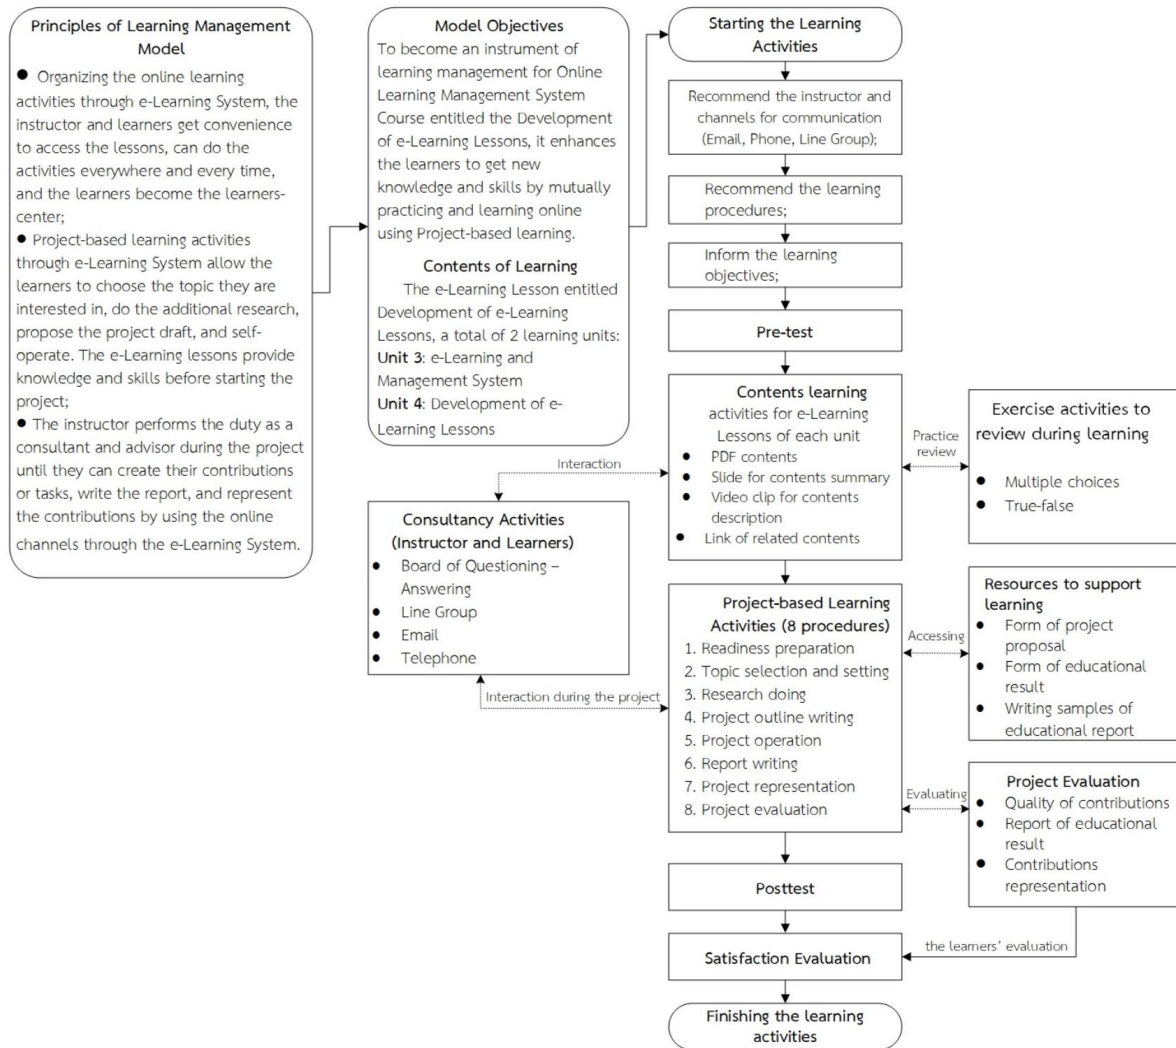 Principles of Learning Management
Model
● Organizing the online learning
activities through e-Learning System, the
instructor and learners get convenience
to access the lessons, can do the
activities everywhere and every time,
and the learners become the learners-
center;
● Project-based learning activities
through e-Learning System allow the
learners to choose the topic they are
interested in, do the additional research,
propose the project draft, and self-
operate. The e-Learning lessons provide
knowledge and skills before starting the
project;
● The instructor performs the duty as a
consultant and advisor during the project
until they can create their contributions
or tasks, write the report, and represent
the contributions by using the online
channels through the e-Learning System.
Model Objectives
To become an instrument of
learning management for Online
Learning Management System
Course entitled the Development
of e-Learning Lessons, it enhances
the learners to get new
knowledge and skills by mutually
practicing and learning online
using Project-based learning.
Contents of Learning
The e-Learning Lesson entitled
Development of e-Learning
Lessons, a total of 2 learning units:
Unit 3: e-Learning and
Management System
Unit 4: Development of e-
Learning Lessons
Starting the Learning
Activities
Recommend the instructor and
channels for communication
(Email, Phone, Line Group);
Recommend the learning
procedures;
Inform the learning
objectives;
Pre-test
Contents learning
activities for e-Learning
Lessons of each unit
● PDF contents
● Slide for contents summary
● Video clip for contents
description
● Link of related contents
Practice
review
Exercise activities to
review during learning
● Multiple choices
● True-false
Interaction
Consultancy Activities
(Instructor and Learners)
● Board of Questioning –
Answering
● Line Group
● Email
● Telephone
Interaction during the project
Project-based Learning
Activities (8 procedures)
1. Readiness preparation
2. Topic selection and setting
3. Research doing
4. Project outline writing
5. Project operation
6. Report writing
7. Project representation
8. Project evaluation
Accessing
Resources to support
learning
● Form of project
proposal
● Form of educational
result
● Writing samples of
educational report
Evaluating
Project Evaluation
● Quality of contributions
● Report of educational
result
● Contributions
representation
Posttest
the learners' evaluation
Satisfaction Evaluation
Finishing the learning
activities